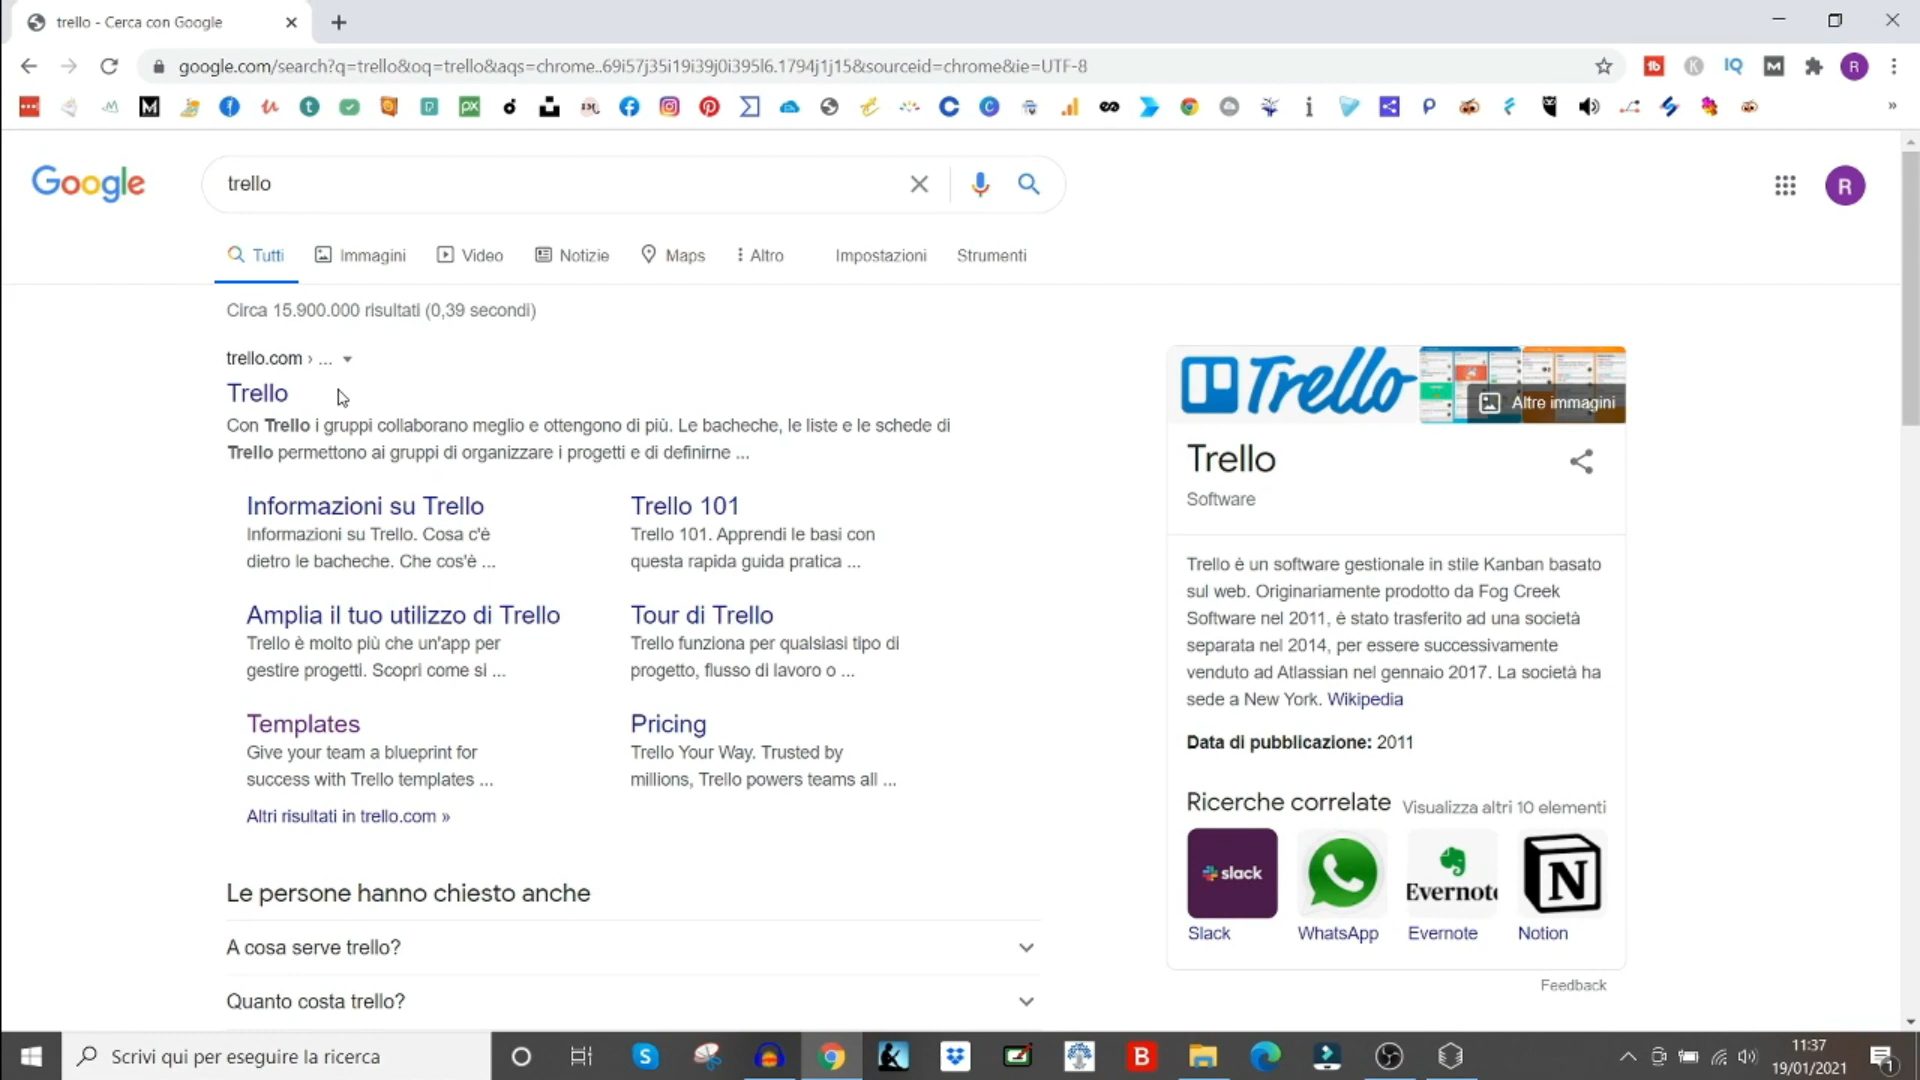 trello - Cerca con Google
google.com/search?q=trello&oq=trello&aqs=chrome..69i57j35i19i39j0i395l6.1794j1j15&sourceid=chrome&ie=UTF-8
Google
trello
R
Tutti
Immagini
Video
Notizie
Maps
Altro
Impostazioni
Strumenti
Circa 15.900.000 risultati (0,39 secondi)
trello.com › ...
Trello
Con Trello i gruppi collaborano meglio e ottengono di più. Le bacheche, le liste e le schede di
Trello permettono ai gruppi di organizzare i progetti e di definirne ...
Informazioni su Trello
Informazioni su Trello. Cosa c'è
dietro le bacheche. Che cos'è ...
Trello 101
Trello 101. Apprendi le basi con
questa rapida guida pratica ...
Amplia il tuo utilizzo di Trello
Trello è molto più che un'app per
gestire progetti. Scopri come si ...
Tour di Trello
Trello funziona per qualsiasi tipo di
progetto, flusso di lavoro o ...
Templates
Give your team a blueprint for
success with Trello templates ...
Pricing
Trello Your Way. Trusted by
millions, Trello powers teams all ...
Altri risultati in trello.com »
Le persone hanno chiesto anche
A cosa serve trello?
Quanto costa trello?
Trello
Altre immagini
Trello
Software
Trello è un software gestionale in stile Kanban basato
sul web. Originariamente prodotto da Fog Creek
Software nel 2011, è stato trasferito ad una società
separata nel 2014, per essere successivamente
venduto ad Atlassian nel gennaio 2017. La società ha
sede a New York. Wikipedia
Data di pubblicazione: 2011
Ricerche correlate
Visualizza altri 10 elementi
slack
Evernote
Slack
WhatsApp
Evernote
Notion
Feedback
Scrivi qui per eseguire la ricerca
11:37
19/01/2021